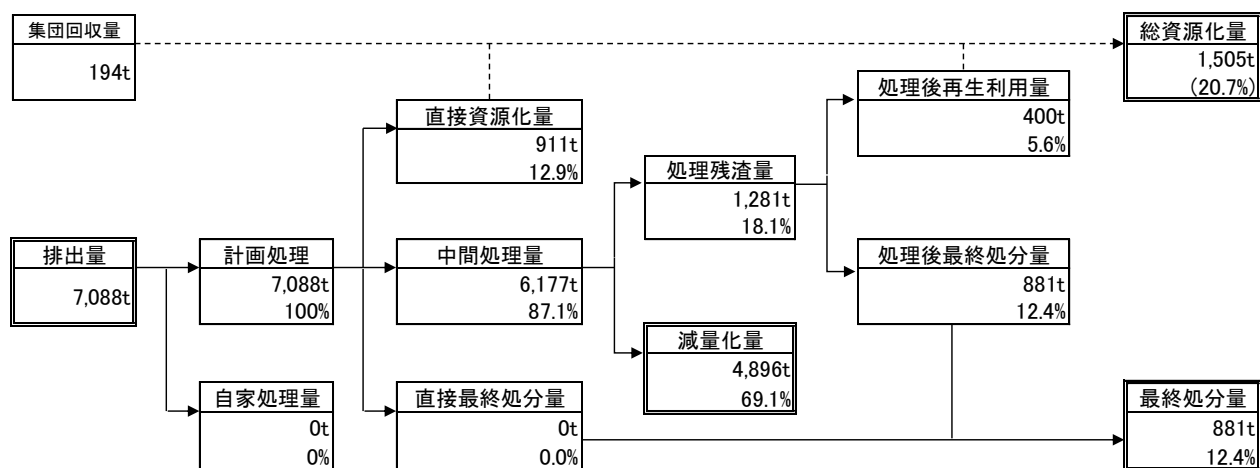 集団回収量
194t
総資源化量
1,505t
(20.7%)
直接資源化量
911t
12.9%
処理後再生利用量
400t
5.6%
処理残渣量
1,281t
18.1%
排出量
7,088t
計画処理
7,088t
100%
中間処理量
6,177t
87.1%
処理後最終処分量
881t
12.4%
減量化量
4,896t
69.1%
自家処理量
0t
0%
直接最終処分量
0t
0.0%
最終処分量
881t
12.4%